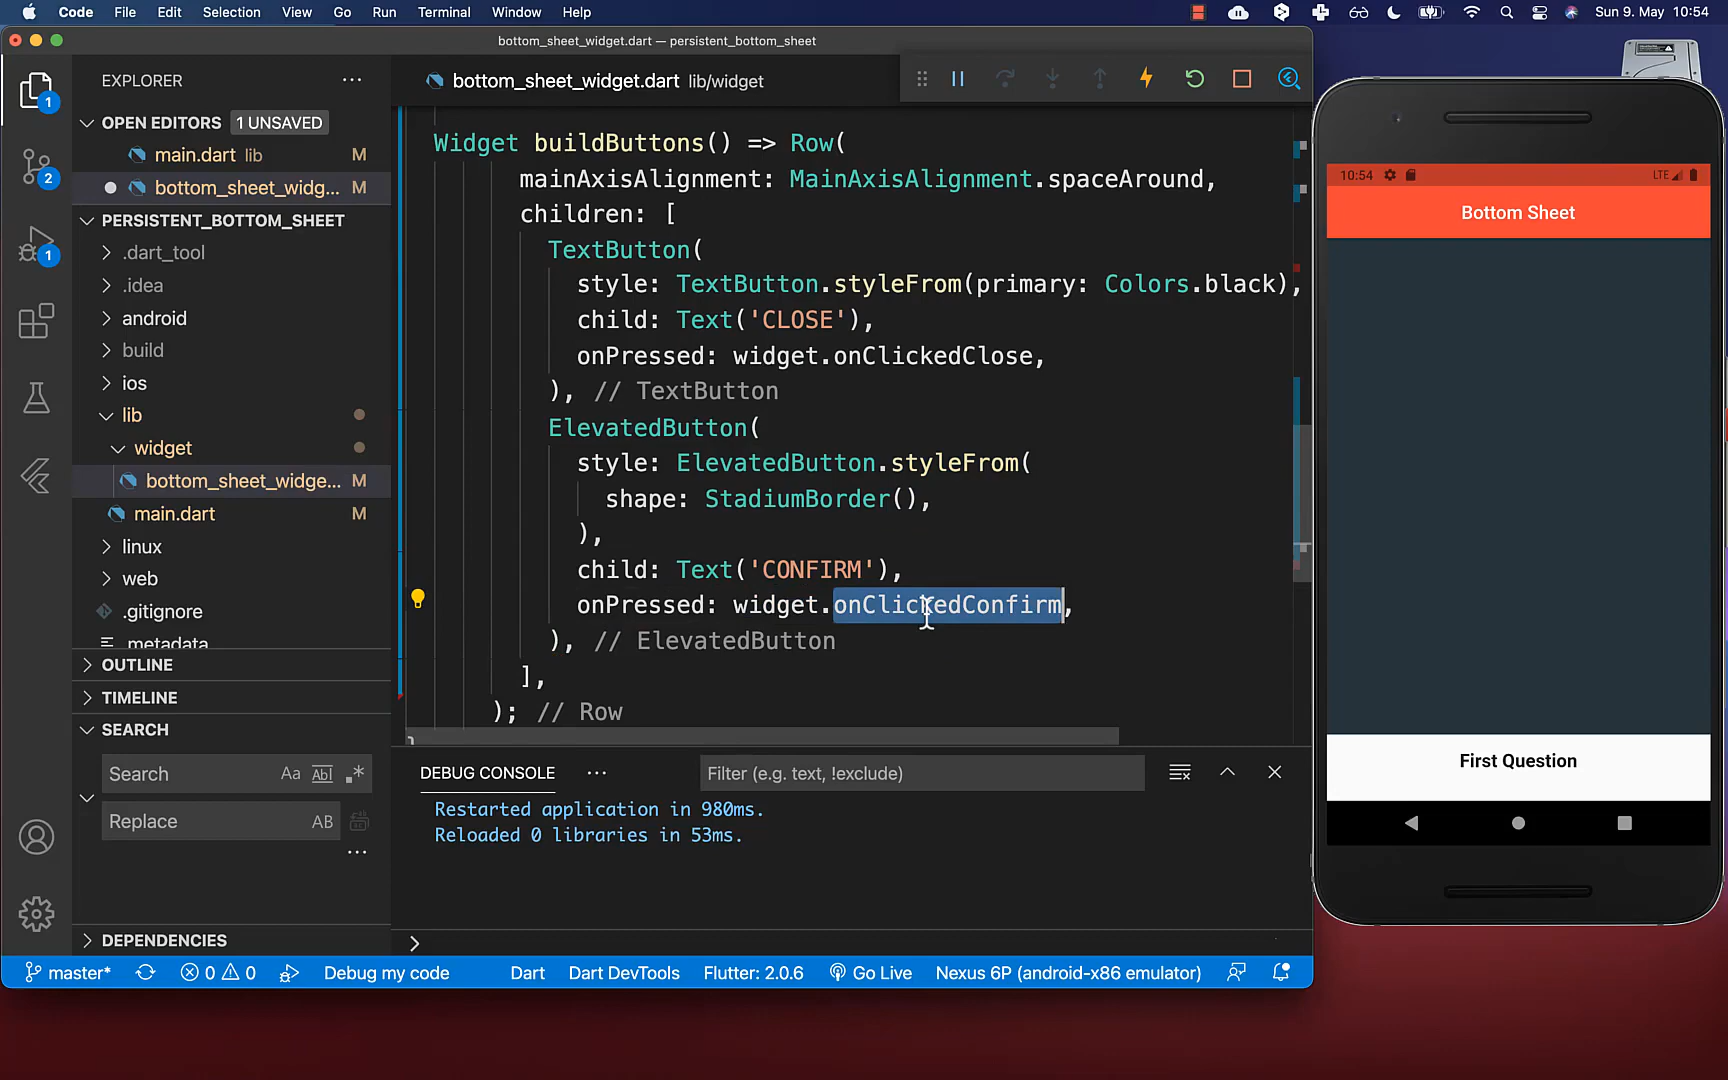 Code File Edit Selection View Go Run Terminal Window Help Sun 9. May 10:54
bottom_sheet_widget.dart — persistent_bottom_sheet
EXPLORER
OPEN EDITORS 1 UNSAVED
main.dart lib M
bottom_sheet_widg... M
PERSISTENT_BOTTOM_SHEET
.dart_tool
.idea
android
build
ios
lib
widget
bottom_sheet_widge... M
main.dart M
linux
web
.gitignore
.metadata
OUTLINE
TIMELINE
SEARCH
Search Aa Abl .*
Replace AB
DEPENDENCIES
1
2
1
bottom_sheet_widget.dart lib/widget
Widget buildButtons() => Row(
mainAxisAlignment: MainAxisAlignment.spaceAround,
children: [
TextButton(
style: TextButton.styleFrom(primary: Colors.black),
child: Text('CLOSE'),
onPressed: widget.onClickedClose,
), // TextButton
ElevatedButton(
style: ElevatedButton.styleFrom(
shape: StadiumBorder(),
),
child: Text('CONFIRM'),
onPressed: widget.onClickedConfirm,
), // ElevatedButton
],
); // Row
}
DEBUG CONSOLE Filter (e.g. text, !exclude)
Restarted application in 980ms.
Reloaded 0 libraries in 53ms.
master* 0 0 Debug my code Dart Dart DevTools Flutter: 2.0.6 Go Live Nexus 6P (android-x86 emulator)
10:54 LTE
Bottom Sheet
First Question